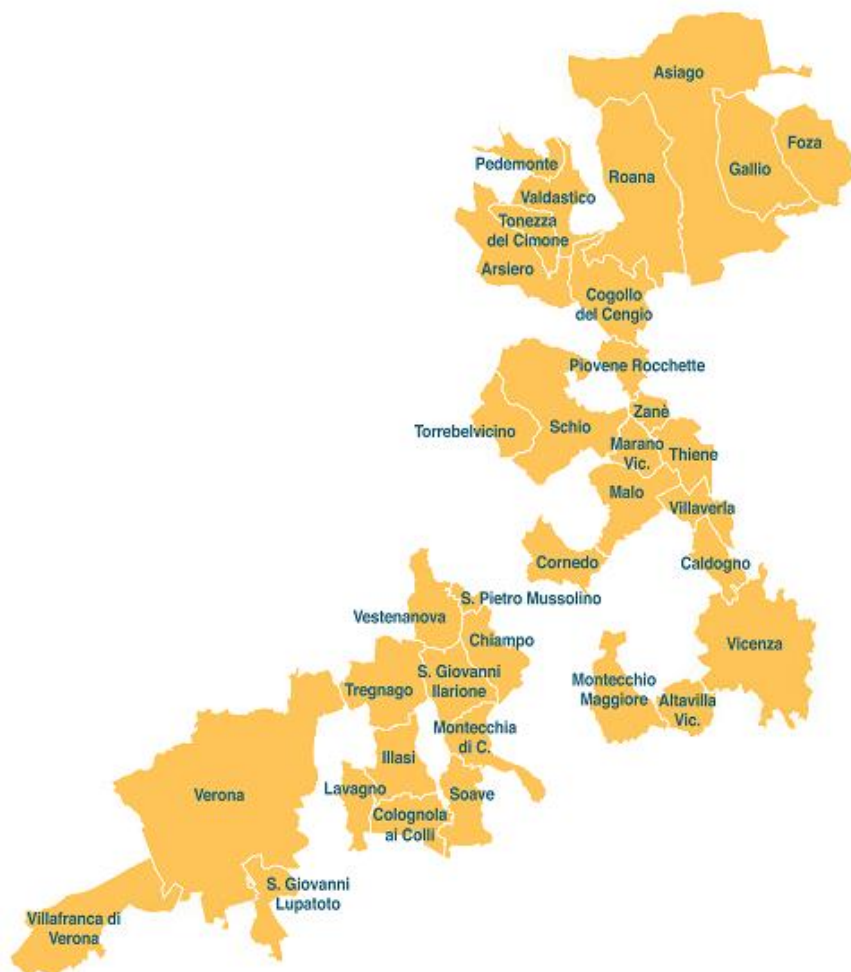 Asiago
Foza
Pedemonte
Roana
Gallio
Valdastico
Tonezza
del Cimone
Arsiero
Cogollo
del Cengio
Piovene Rocchette
Zanè
Torrebelvicino
Schio
Marano
Vic.
Thiene
Malo
Villaverla
Cornedo
Caldogno
S. Pietro Mussolino
Vestenanova
Chiampo
Vicenza
S. Giovanni
Ilarione
Tregnago
Montecchio
Maggiore
Altavilla
Vic.
Montecchia
di C.
Illasi
Lavagno
Soave
Verona
Colognola
ai Colli
S. Giovanni
Lupatoto
Villafranca di
Verona